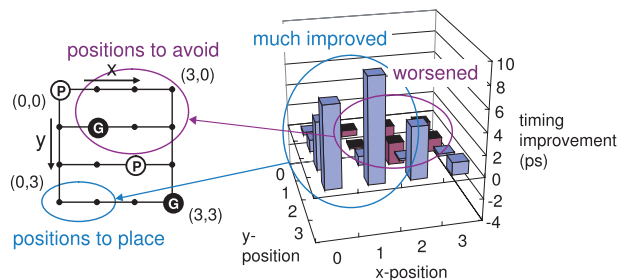 positions to avoid
x
(3,0)
P
(0,0)
G
y
P
(0,3)
G
(3,3)
positions to place
much improved
worsened
10
8
6
4
2
0
-2
-4
timing
improvement
(ps)
0
1
2
3
y-
position
0
1
2
3
x-position